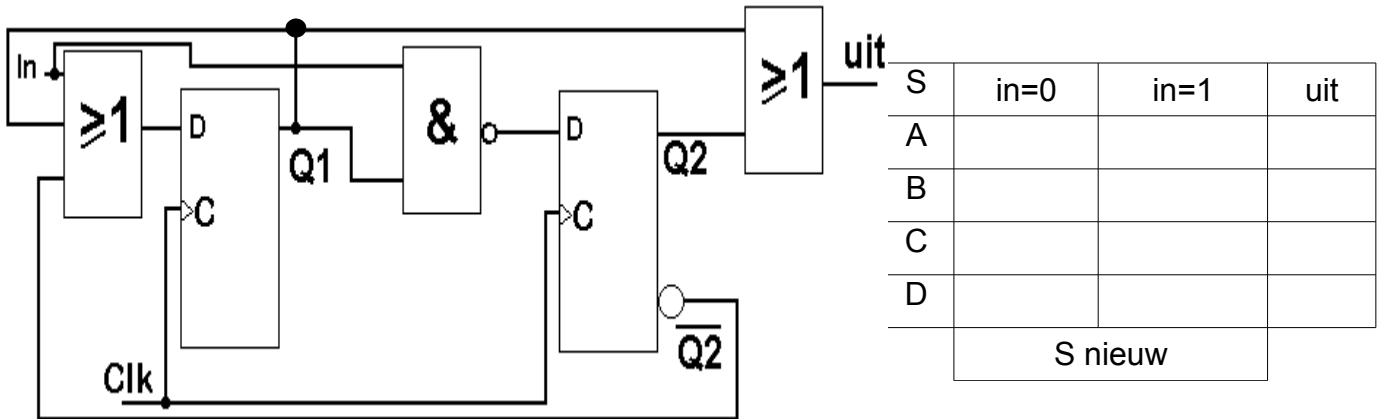 In
≥1
D
C
Q1
Clk
&
D
C
Q2
Q2
≥1
uit
S in=0 in=1 uit
A
B
C
D
S nieuw